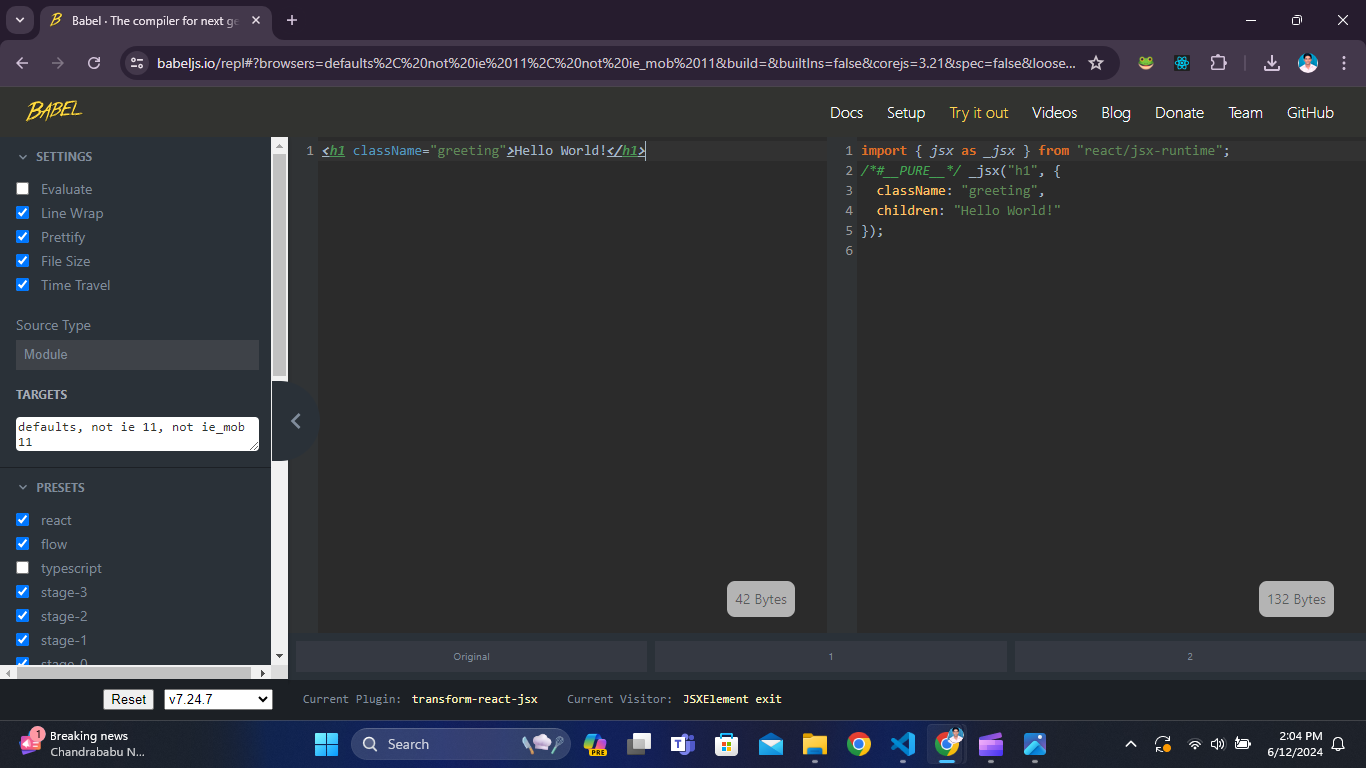 Babel · The compiler for next ge
babeljs.io/repl#?browsers=defaults%2C%20not%20ie%2011%2C%20not%20ie_mob%2011&build=&builtIns=false&corejs=3.21&spec=false&loose...
BABEL
Docs
Setup
Try it out
Videos
Blog
Donate
Team
GitHub
SETTINGS
Evaluate
Line Wrap
Prettify
File Size
Time Travel
Source Type
Module
TARGETS
defaults, not ie 11, not ie_mob
11
PRESETS
react
flow
typescript
stage-3
stage-2
stage-1
stage-0
Reset
v7.24.7
1 <h1 className="greeting">Hello World!</h1>
42 Bytes
1 import { jsx as _jsx } from "react/jsx-runtime";
2 /*#__PURE__*/ _jsx("h1", {
3 className: "greeting",
4 children: "Hello World!"
5 });
6
132 Bytes
Original
1
2
Current Plugin: transform-react-jsx
Current Visitor: JSXElement exit
1
Breaking news
Chandrababu N...
Search
PRE
2:04 PM
6/12/2024